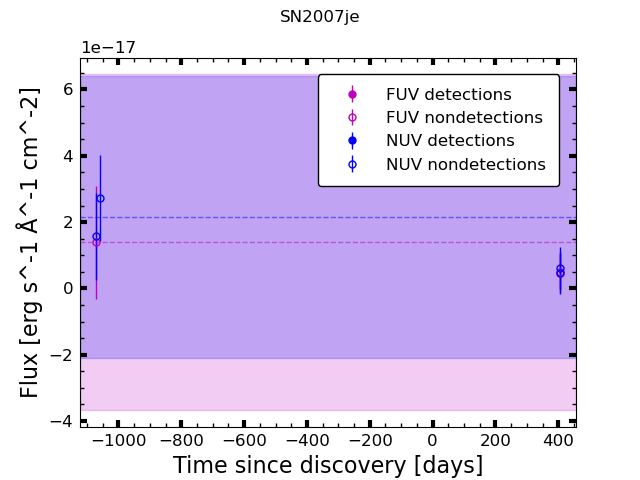 SN2007je
1e−17
FUV detections
FUV nondetections
NUV detections
NUV nondetections
6
4
2
0
−2
−4
Flux [erg s^-1 Å^-1 cm^-2]
−1000 −800 −600 −400 −200 0 200 400
Time since discovery [days]